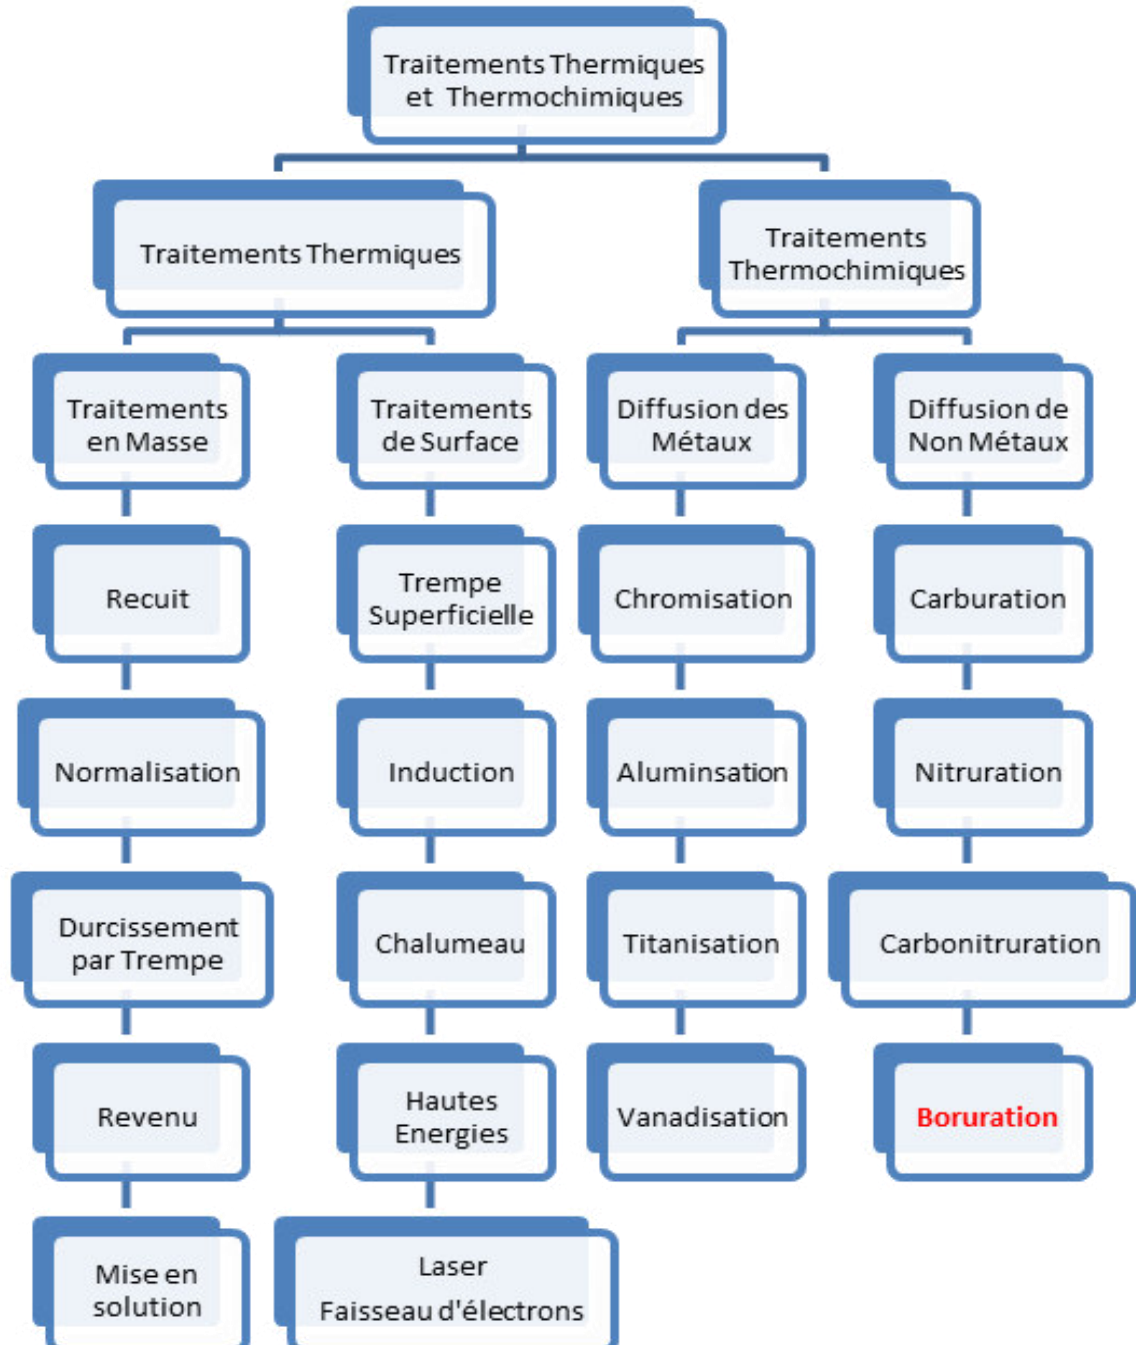 Traitements Thermiques
et Thermochimiques
Traitements Thermiques
Traitements
Thermochimiques
Traitements
en Masse
Traitements
de Surface
Diffusion des
Métaux
Diffusion de
Non Métaux
Recuit
Trempe
Superficielle
Chromisation
Carburation
Normalisation
Induction
Aluminsation
Nitruration
Durcissement
par Trempe
Chalumeau
Titanisation
Carbonitruration
Revenu
Hautes
Energies
Vanadisation
Boruration
Mise en
solution
Laser
Faisseau d'électrons